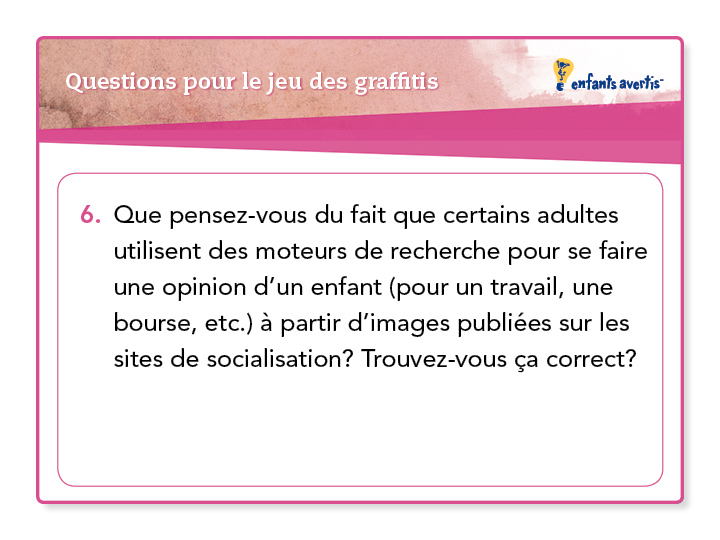 Questions pour le jeu des graffitis
enfants avertis™
6. Que pensez-vous du fait que certains adultes
utilisent des moteurs de recherche pour se faire
une opinion d’un enfant (pour un travail, une
bourse, etc.) à partir d’images publiées sur les
sites de socialisation? Trouvez-vous ça correct?